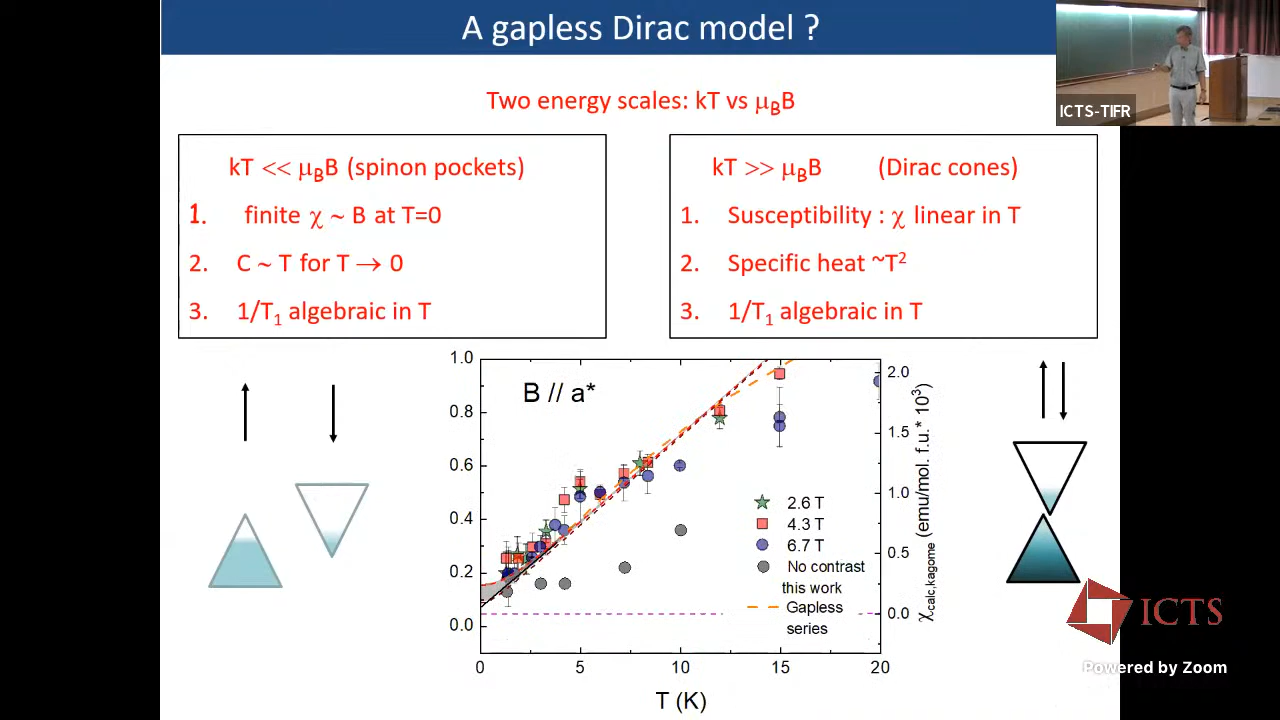 A gapless Dirac model ?
ICTS-TIFR
Two energy scales: kT vs μBB
kT << μBB (spinon pockets)
1. finite χ ~ B at T=0
2. C ~ T for T → 0
3. 1/T1 algebraic in T
kT >> μBB (Dirac cones)
1. Susceptibility : χ linear in T
2. Specific heat ~T²
3. 1/T1 algebraic in T
B // a*
1.0
0.8
0.6
0.4
0.2
0.0
2.6 T
4.3 T
6.7 T
No contrast
this work
Gapless
series
2.0
1.5
1.0
0.5
0.0
χcalc,kagome (emu/mol. f.u.* 10³)
0 5 10 15 20
T (K)
ICTS
Powered by Zoom